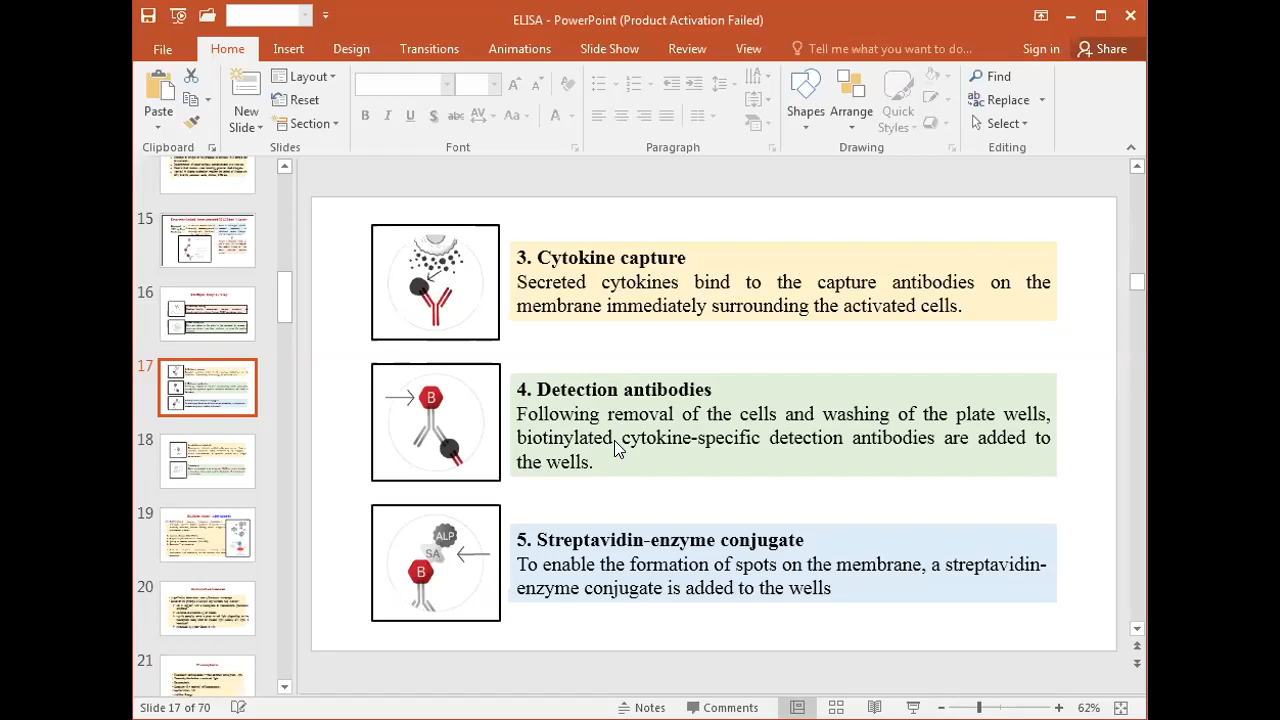 ELISA - PowerPoint (Product Activation Failed)
File Home Insert Design Transitions Animations Slide Show Review View Tell me what you want to do... Sign in Share
Paste
New
Slide
Layout
Reset
Section
B I U S abc AV Aa A
Shapes Arrange Quick
Styles
Find
Replace
Select
Clipboard Slides Font Paragraph Drawing Editing
15
16
17
18
19
20
21
3. Cytokine capture
Secreted cytokines bind to the capture antibodies on the
membrane immediately surrounding the activated cells.
B
4. Detection antibodies
Following removal of the cells and washing of the plate wells,
biotinylated cytokine-specific detection antibodies are added to
the wells.
ALP
SA
B
5. Streptavidin-enzyme conjugate
To enable the formation of spots on the membrane, a streptavidin-
enzyme conjugate is added to the wells
Slide 17 of 70 Notes Comments 62%